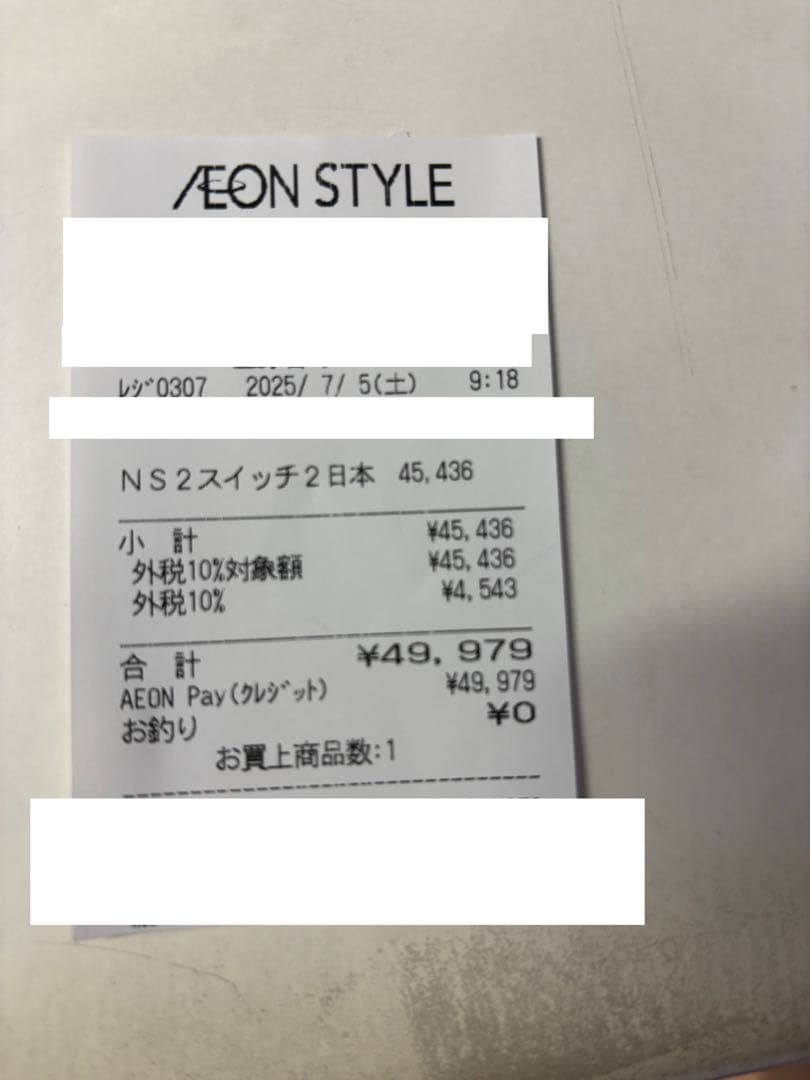 ÆON STYLE
ﾚｼﾞ0307 2025/ 7/ 5(土) 9:18
NS2スイッチ2日本 45,436
小 計 ¥45,436
外税10%対象額 ¥45,436
外税10% ¥4,543
合 計 ¥49,979
AEON Pay(ｸﾚｼﾞｯﾄ) ¥49,979
お釣り ¥0
お買上商品数:1